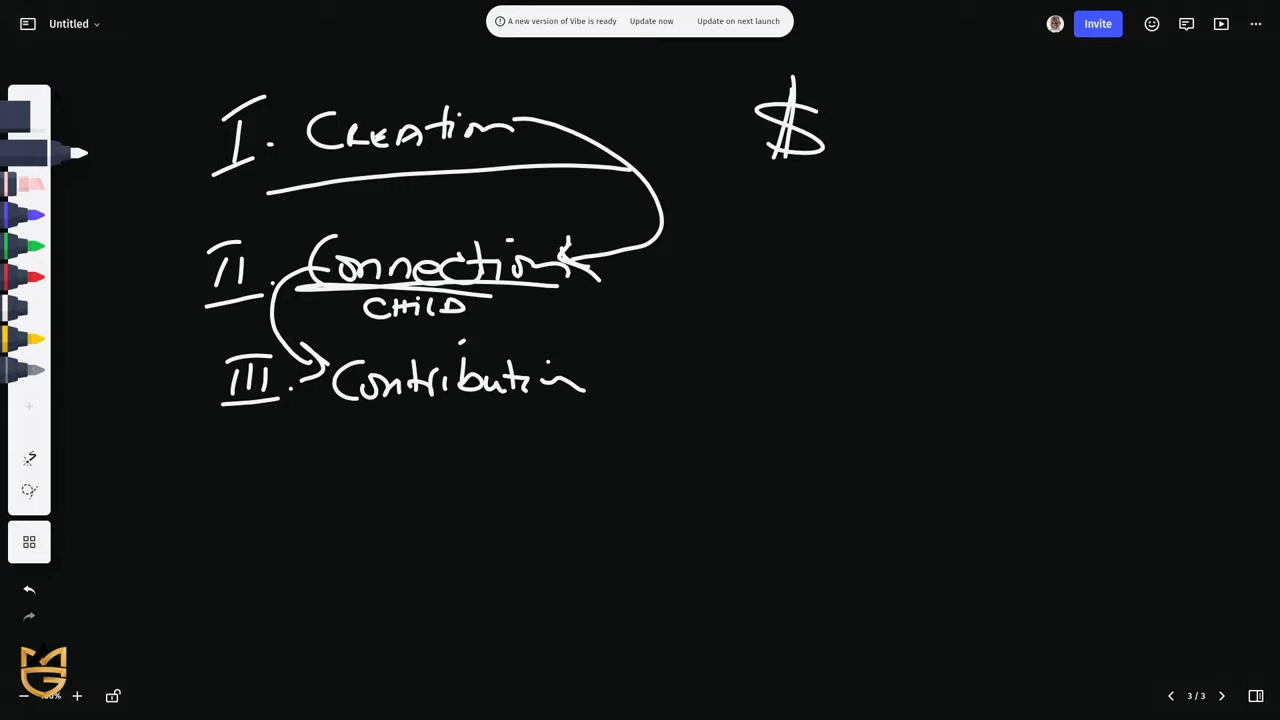 Untitled
A new version of Vibe is ready Update now Update on next launch
Invite
I. CREATION
$
II. Connection
CHILD
III. Contribution
3/3